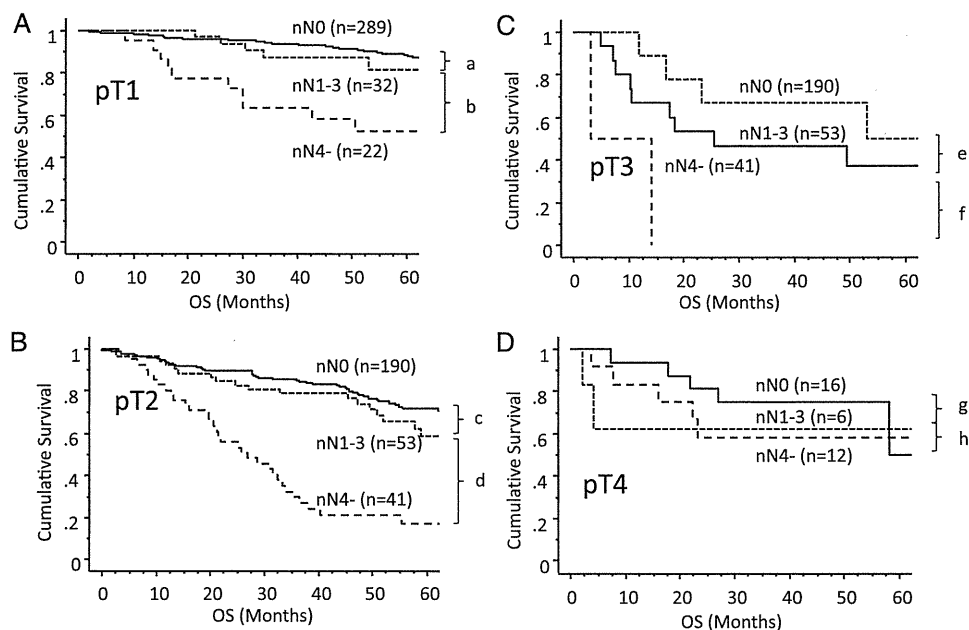 A
1
.8
.6
.4
.2
0
Cumulative Survival
pT1
nN0 (n=289)
nN1-3 (n=32)
nN4- (n=22)
a
b
0 10 20 30 40 50 60
OS (Months)
B
1
.8
.6
.4
.2
0
Cumulative Survival
pT2
nN0 (n=190)
nN1-3 (n=53)
nN4- (n=41)
c
d
0 10 20 30 40 50 60
OS (Months)
C
1
.8
.6
.4
.2
0
Cumulative Survival
pT3
nN0 (n=190)
nN1-3 (n=53)
nN4- (n=41)
e
f
0 10 20 30 40 50 60
OS (Months)
D
1
.8
.6
.4
.2
0
Cumulative Survival
pT4
nN0 (n=16)
nN1-3 (n=6)
nN4- (n=12)
g
h
0 10 20 30 40 50 60
OS (Months)